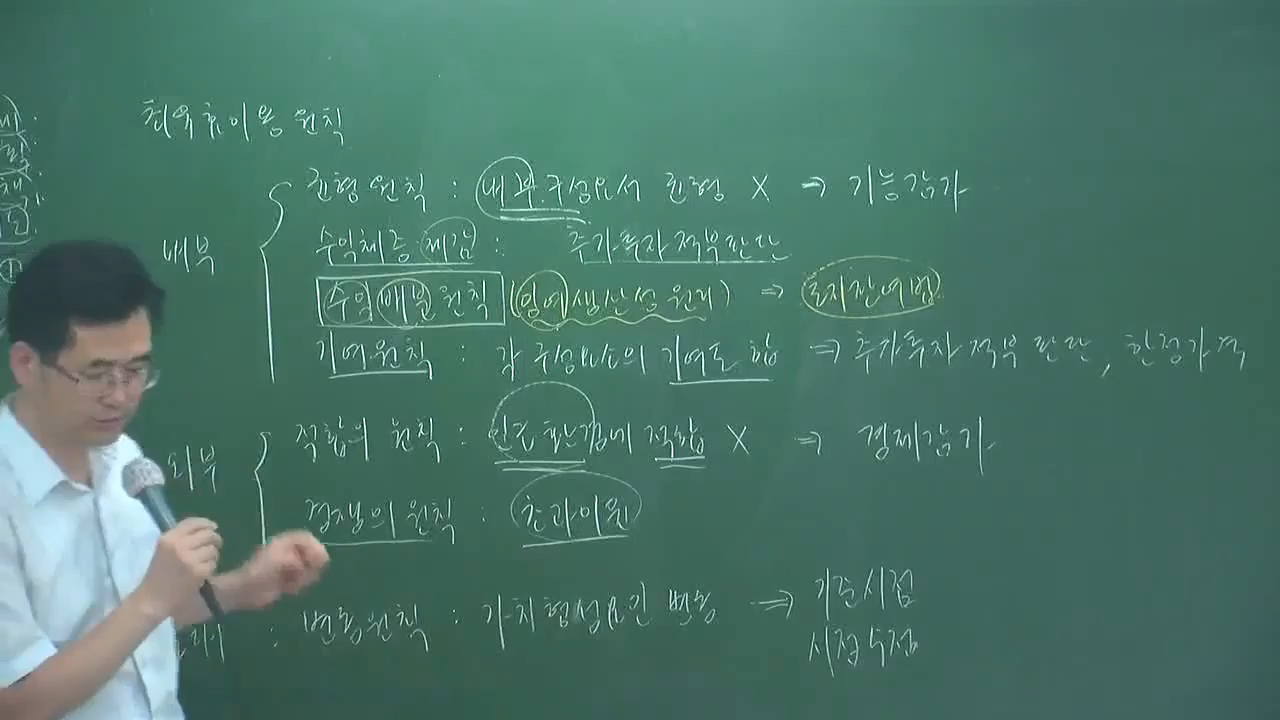 최유효이용원칙
내부
균형원칙 : 내부구성요소 균형 X → 기능감가
수익체증체감 : 추가투자적부판단
수익배분원칙 (잉여생산성원리) ⇒ 토지잔여법
기여원칙 : 각 구성요소의 기여도 합 ⇒ 추가투자 적부 판단, 한정가격
외부
적합의 원칙 : 인근환경에 적합 X ⇒ 경제감가
경쟁의 원칙 : 초과이윤
: 변동원칙 : 가치형성요인 변동 ⇒ 기준시점
시점수정